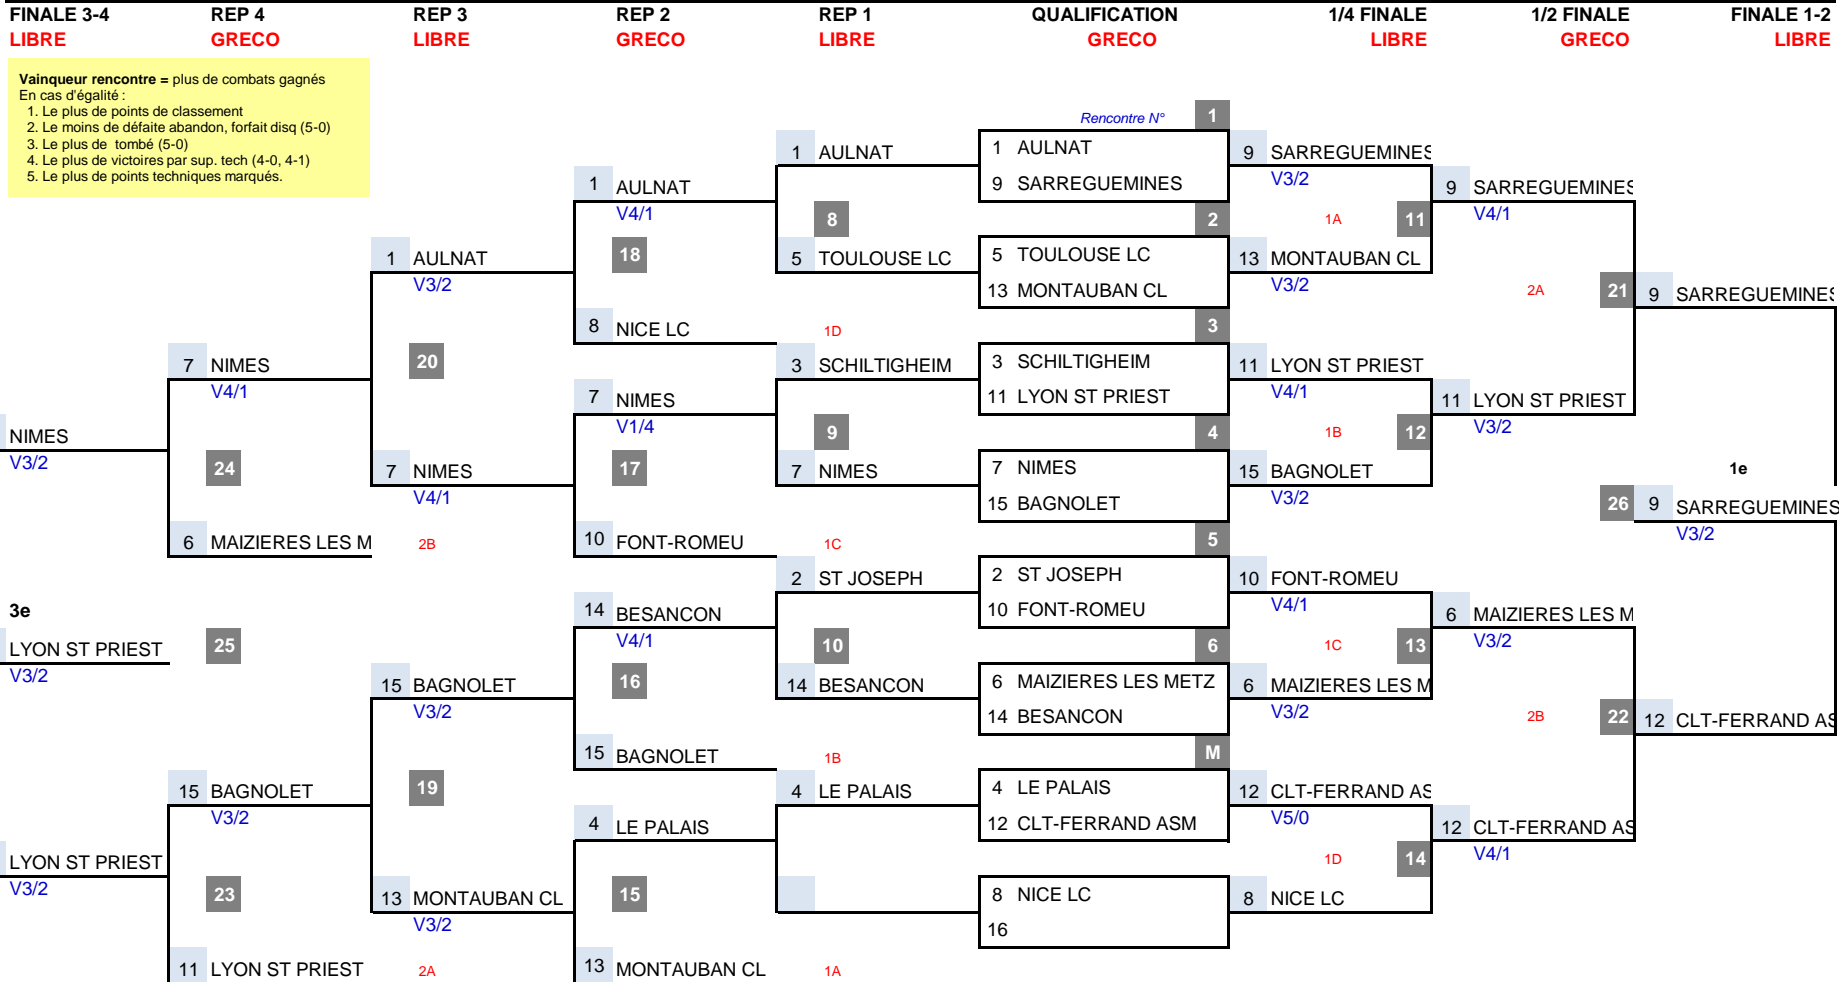 FINALE 3-4 REP 4 REP 3 REP 2 REP 1 QUALIFICATION 1/4 FINALE 1/2 FINALE FINALE 1-2
LIBRE GRECO LIBRE GRECO LIBRE GRECO LIBRE GRECO LIBRE
Vainqueur rencontre = plus de combats gagnés
En cas d'égalité :
1. Le plus de points de classement
2. Le moins de défaite abandon, forfait disq (5-0)
3. Le plus de tombé (5-0)
4. Le plus de victoires par sup. tech (4-0, 4-1)
5. Le plus de points techniques marqués.
Rencontre N° 1
1 AULNAT 1 AULNAT 9 SARREGUEMINES
1 AULNAT 9 SARREGUEMINES V3/2 9 SARREGUEMINES
V4/1 8 2 1A 11 V4/1
1 AULNAT 18 5 TOULOUSE LC 5 TOULOUSE LC 13 MONTAUBAN CL
V3/2 13 MONTAUBAN CL V3/2 2A 21 9 SARREGUEMINES
8 NICE LC 1D 3
7 NIMES 20 3 SCHILTIGHEIM 3 SCHILTIGHEIM 11 LYON ST PRIEST
V4/1 7 NIMES 11 LYON ST PRIEST V4/1 11 LYON ST PRIEST
NIMES V1/4 9 4 1B 12 V3/2
V3/2 24 7 NIMES 17 7 NIMES 7 NIMES 15 BAGNOLET 1e
V4/1 15 BAGNOLET V3/2 26 9 SARREGUEMINES
6 MAIZIERES LES M 2B 10 FONT-ROMEU 1C 5 V3/2
2 ST JOSEPH 2 ST JOSEPH 10 FONT-ROMEU
3e 14 BESANCON 10 FONT-ROMEU V4/1 6 MAIZIERES LES M
LYON ST PRIEST 25 V4/1 10 6 1C 13 V3/2
V3/2 15 BAGNOLET 16 14 BESANCON 6 MAIZIERES LES METZ 6 MAIZIERES LES M
V3/2 14 BESANCON V3/2 2B 22 12 CLT-FERRAND AS
15 BAGNOLET 1B M
15 BAGNOLET 19 4 LE PALAIS 4 LE PALAIS 12 CLT-FERRAND AS
V3/2 4 LE PALAIS 12 CLT-FERRAND ASM V5/0 12 CLT-FERRAND AS
LYON ST PRIEST 1D 14 V4/1
V3/2 23 13 MONTAUBAN CL 15 8 NICE LC 8 NICE LC
V3/2 16
11 LYON ST PRIEST 2A 13 MONTAUBAN CL 1A